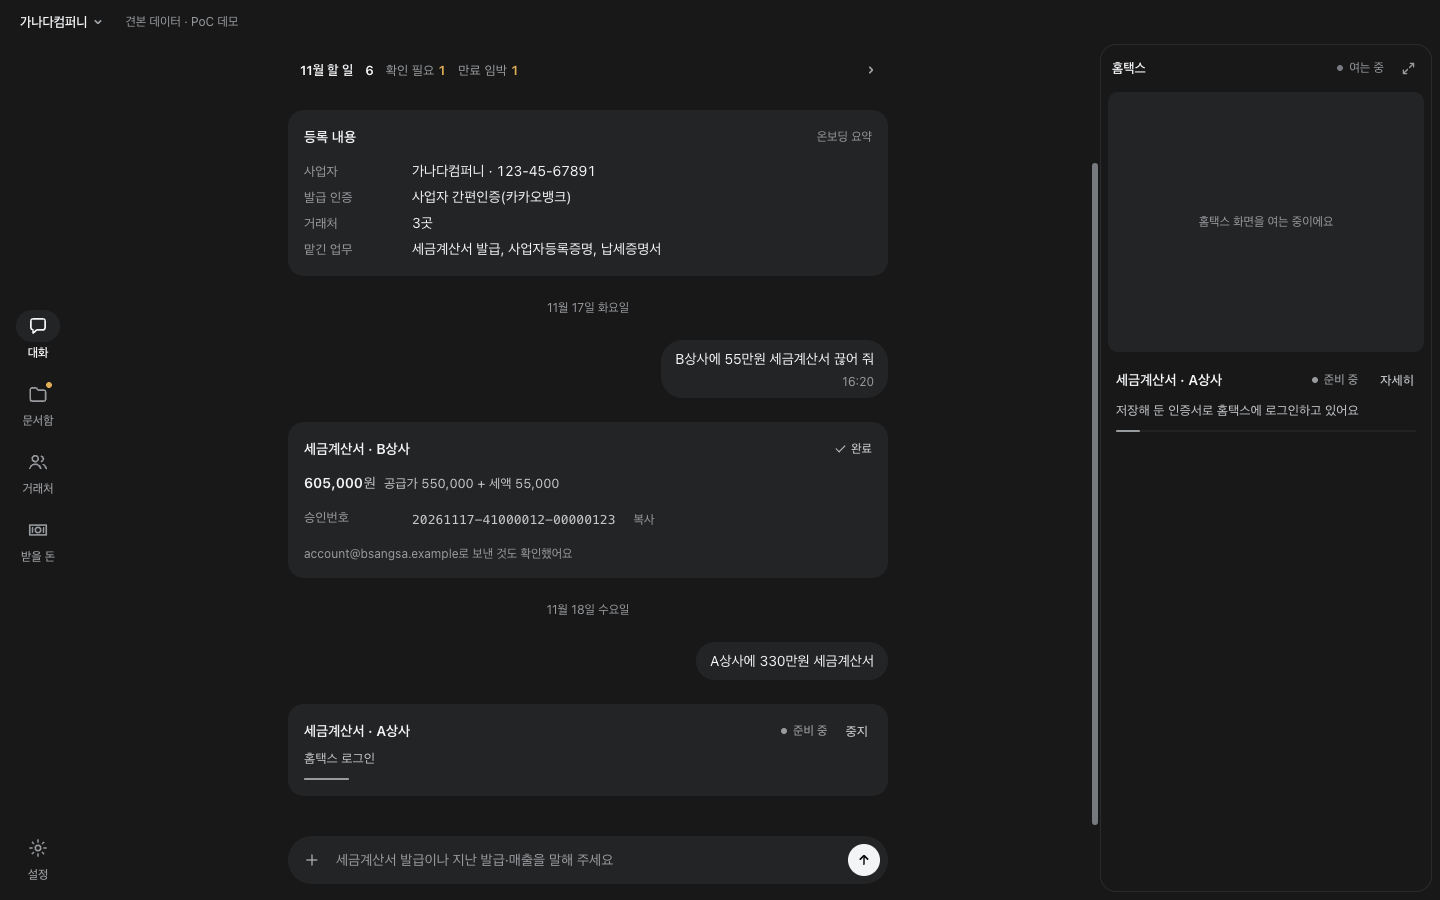 가나다컴퍼니
견본 데이터 · PoC 데모
11월 할 일 6 확인 필요 1 만료 임박 1
등록 내용
온보딩 요약
사업자 가나다컴퍼니 · 123-45-67891
발급 인증 사업자 간편인증(카카오뱅크)
거래처 3곳
맡긴 업무 세금계산서 발급, 사업자등록증명, 납세증명서
11월 17일 화요일
B상사에 55만원 세금계산서 끊어 줘
16:20
세금계산서 · B상사
완료
605,000원 공급가 550,000 + 세액 55,000
승인번호 20261117-41000012-00000123 복사
account@bsangsa.example로 보낸 것도 확인했어요
11월 18일 수요일
A상사에 330만원 세금계산서
세금계산서 · A상사
준비 중 중지
홈택스 로그인
세금계산서 발급이나 지난 발급·매출을 말해 주세요
대화
문서함
거래처
받을 돈
설정
홈택스
여는 중
홈택스 화면을 여는 중이에요
세금계산서 · A상사
준비 중 자세히
저장해 둔 인증서로 홈택스에 로그인하고 있어요